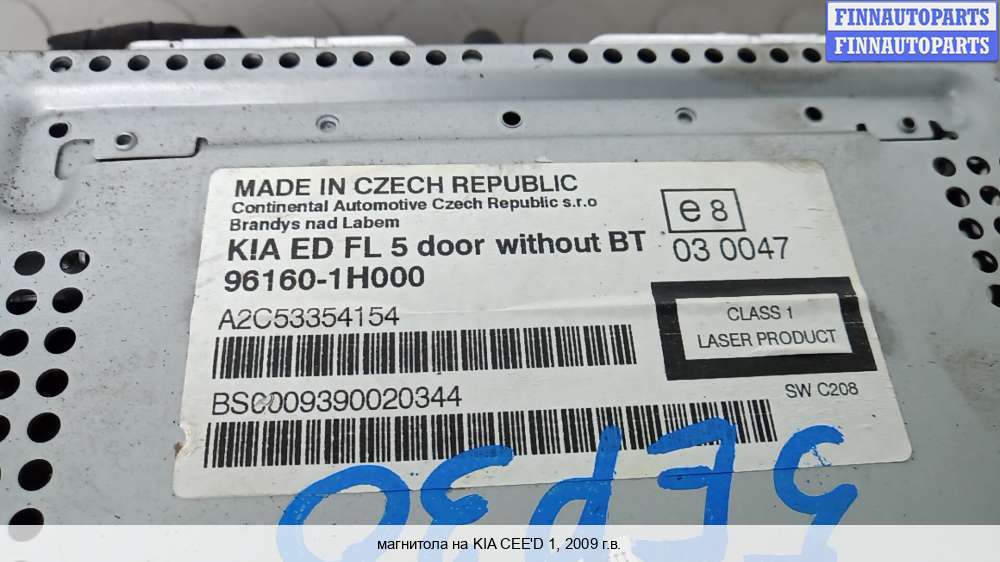 FINNAUTOPARTS
FINNAUTOPARTS
MADE IN CZECH REPUBLIC
Continental Automotive Czech Republic s.r.o
Brandys nad Labem
KIA ED FL 5 door without BT
96160-1H000
e8
03 0047
A2C53354154
CLASS 1
LASER PRODUCT
BS0009390020344
SW C208
магнитола на KIA CEE'D 1, 2009 г.в.